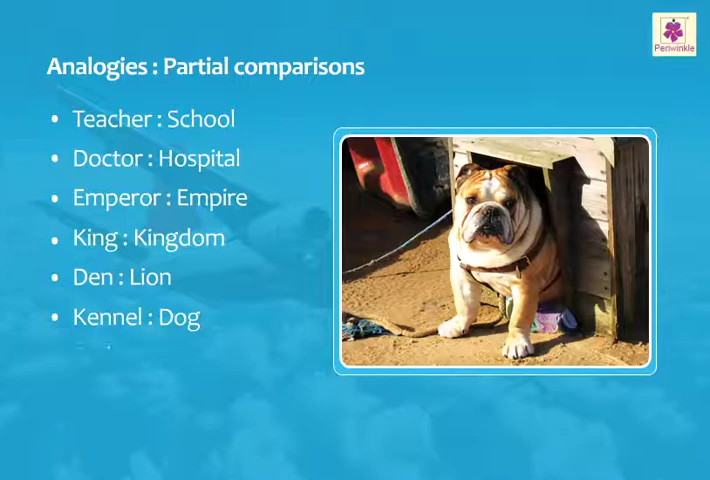 Periwinkle
Analogies : Partial comparisons
• Teacher : School
• Doctor : Hospital
• Emperor : Empire
• King : Kingdom
• Den : Lion
• Kennel : Dog